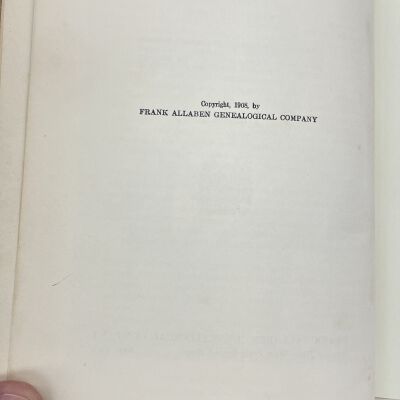 Copyright, 1908, by
FRANK ALLABEN GENEALOGICAL COMPANY